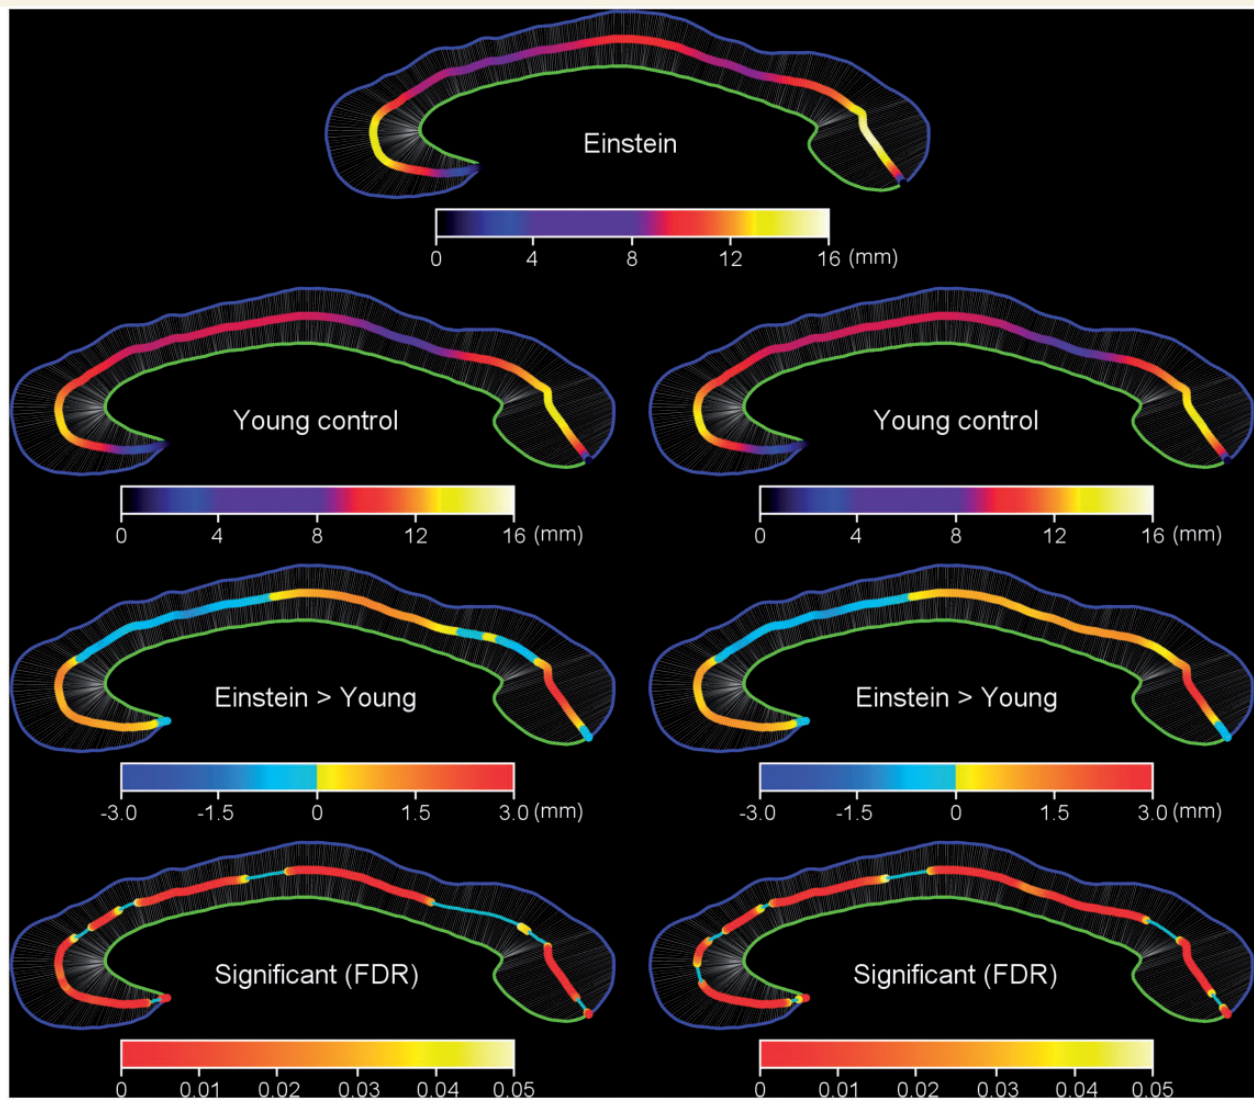 Einstein
0 4 8 12 16 (mm)
Young control Young control
0 4 8 12 16 (mm) 0 4 8 12 16 (mm)
Einstein > Young Einstein > Young
-3.0 -1.5 0 1.5 3.0 (mm) -3.0 -1.5 0 1.5 3.0 (mm)
Significant (FDR) Significant (FDR)
0 0.01 0.02 0.03 0.04 0.05 0 0.01 0.02 0.03 0.04 0.05